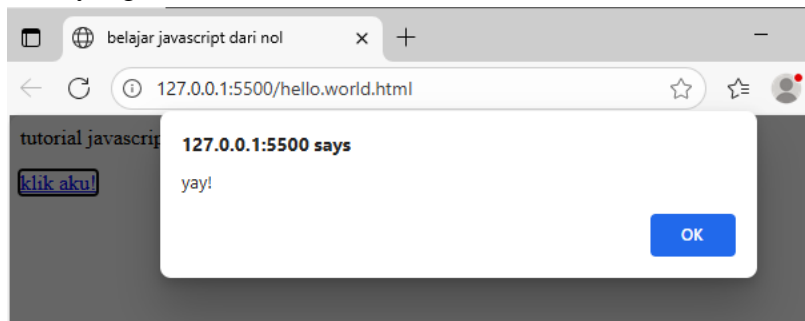 belajar javascript dari nol
127.0.0.1:5500/hello.world.html
tutorial javascrip
127.0.0.1:5500 says
klik aku!
yay!
OK